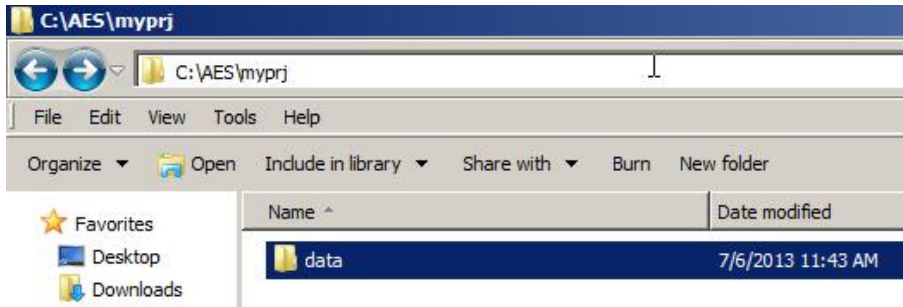 C:\AES\myprj
C:\AES\myprj
File Edit View Tools Help
Organize Open Include in library Share with Burn New folder
Favorites
Desktop
Downloads
Name Date modified
data 7/6/2013 11:43 AM